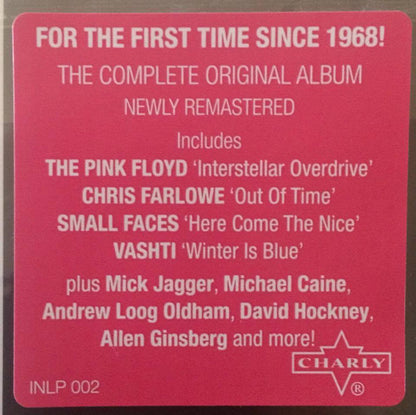 FOR THE FIRST TIME SINCE 1968!
THE COMPLETE ORIGINAL ALBUM
NEWLY REMASTERED
Includes
THE PINK FLOYD ‘Interstellar Overdrive’
CHRIS FARLOWE ‘Out Of Time’
SMALL FACES ‘Here Come The Nice’
VASHTI ‘Winter Is Blue’
plus Mick Jagger, Michael Caine,
Andrew Loog Oldham, David Hockney,
Allen Ginsberg and more!
CHARLY
®
INLP 002